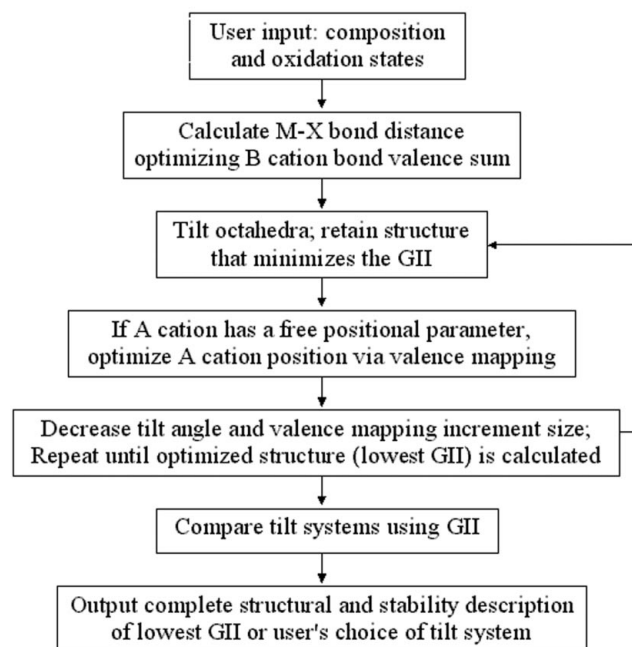 User input: composition
and oxidation states
Calculate M-X bond distance
optimizing B cation bond valence sum
Tilt octahedra; retain structure
that minimizes the GII
If A cation has a free positional parameter,
optimize A cation position via valence mapping
Decrease tilt angle and valence mapping increment size;
Repeat until optimized structure (lowest GII) is calculated
Compare tilt systems using GII
Output complete structural and stability description
of lowest GII or user's choice of tilt system